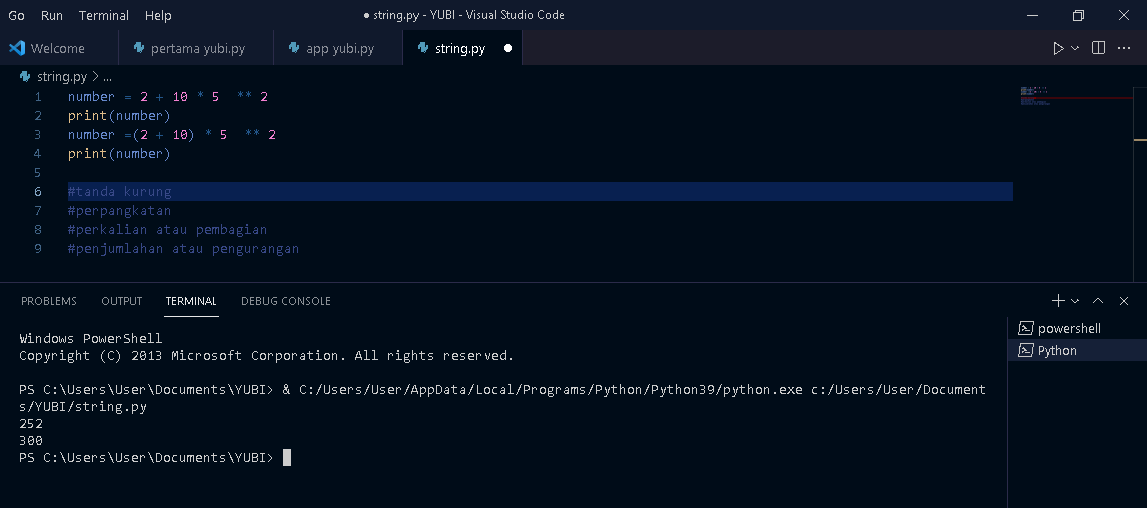 Go Run Terminal Help ● string.py - YUBI - Visual Studio Code
Welcome pertama yubi.py app yubi.py string.py ●
string.py > ...
1 number = 2 + 10 * 5  ** 2
2 print(number)
3 number =(2 + 10) * 5  ** 2
4 print(number)
5
6 #tanda kurung
7 #perpangkatan
8 #perkalian atau pembagian
9 #penjumlahan atau pengurangan
PROBLEMS OUTPUT TERMINAL DEBUG CONSOLE
powershell
Python
Windows PowerShell
Copyright (C) 2013 Microsoft Corporation. All rights reserved.
PS C:\Users\User\Documents\YUBI> & C:/Users/User/AppData/Local/Programs/Python/Python39/python.exe c:/Users/User/Document
s/YUBI/string.py
252
300
PS C:\Users\User\Documents\YUBI>